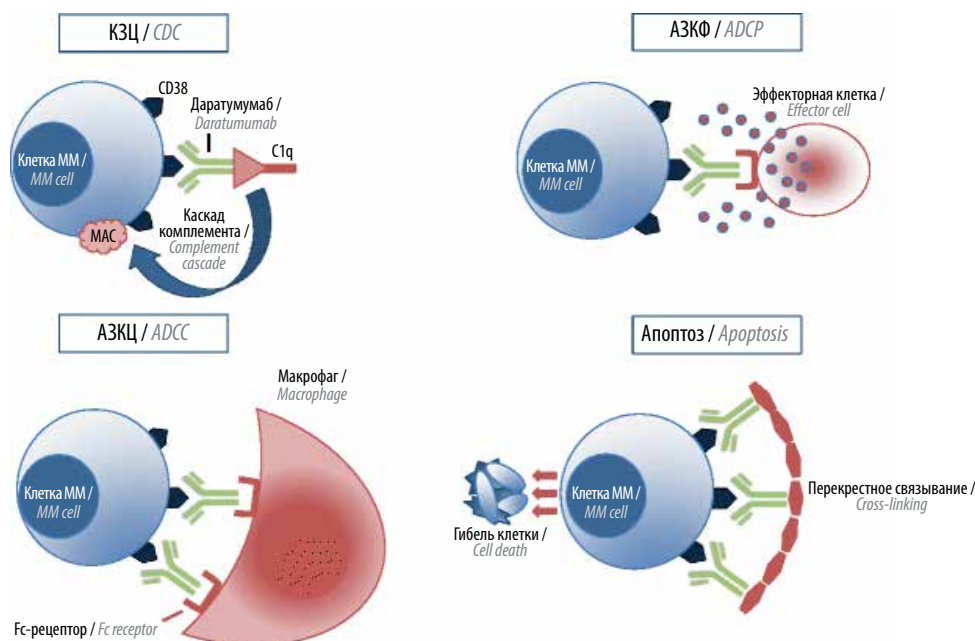 КЗЦ / CDC
CD38
Даратумумаб /
Daratumumab
C1q
Клетка ММ /
MM cell
МАС
Каскад
комплемента /
Complement
cascade
АЗКФ / ADCP
Эффекторная клетка /
Effector cell
Клетка ММ /
MM cell
АЗКЦ / ADCC
Макрофаг /
Macrophage
Клетка ММ /
MM cell
Fc-рецептор / Fc receptor
Апоптоз / Apoptosis
Клетка ММ /
MM cell
Перекрестное связывание /
Cross-linking
Гибель клетки /
Cell death